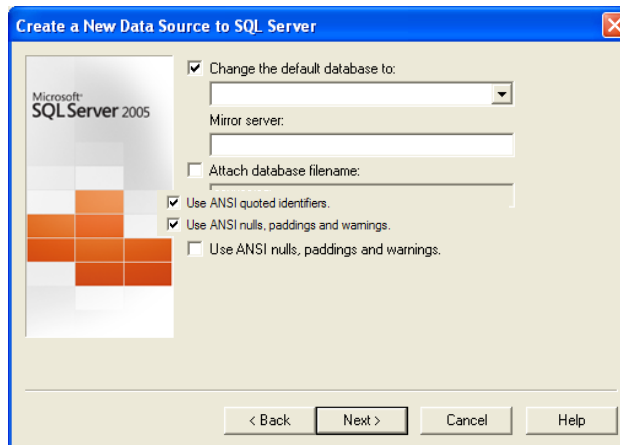 Create a New Data Source to SQL Server
Microsoft®
SQL Server 2005
Change the default database to:
Mirror server:
Attach database filename:
Use ANSI quoted identifiers.
Use ANSI nulls, paddings and warnings.
Use ANSI nulls, paddings and warnings.
< Back
Next >
Cancel
Help